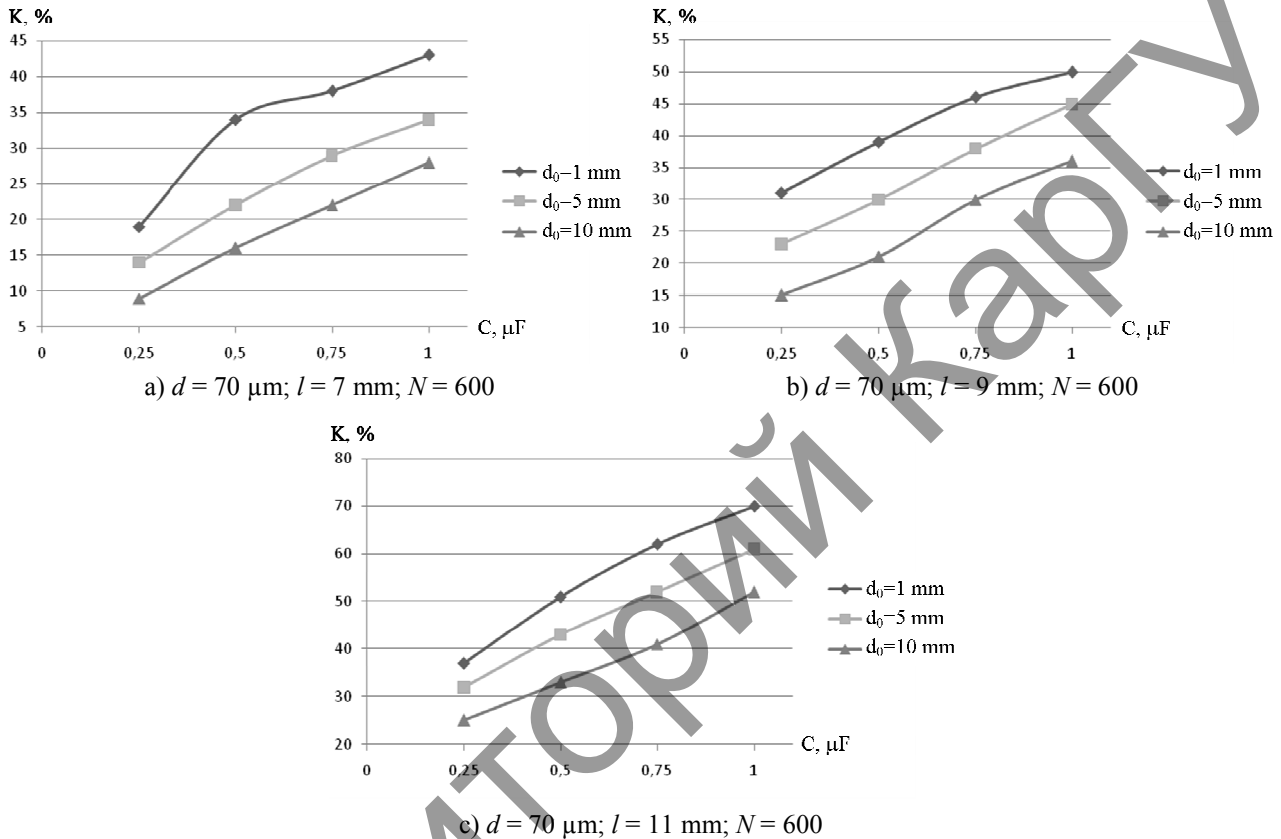 K, %
45
40
35
30
25
20
15
10
5
0
0,25
0,5
0,75
1
C, μF
d₀−1 mm
d₀−5 mm
d₀=10 mm
a) d = 70 μm; l = 7 mm; N = 600
K, %
55
50
45
40
35
30
25
20
15
10
0
0,25
0,5
0,75
1
C, μF
d₀=1 mm
d₀−5 mm
d₀=10 mm
b) d = 70 μm; l = 9 mm; N = 600
K, %
80
70
60
50
40
30
20
0
0,25
0,5
0,75
1
C, μF
d₀=1 mm
d₀−5 mm
d₀=10 mm
c) d = 70 μm; l = 11 mm; N = 600
КарГУ